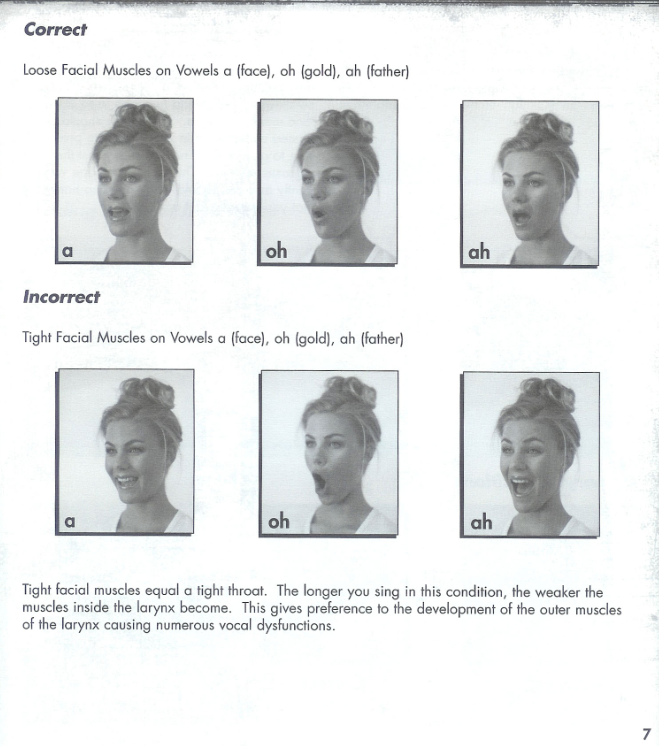 Correct
Loose Facial Muscles on Vowels a (face), oh (gold), ah (father)
a
oh
ah
Incorrect
Tight Facial Muscles on Vowels a (face), oh (gold), ah (father)
a
oh
ah
Tight facial muscles equal a tight throat. The longer you sing in this condition, the weaker the
muscles inside the larynx become. This gives preference to the development of the outer muscles
of the larynx causing numerous vocal dysfunctions.
7